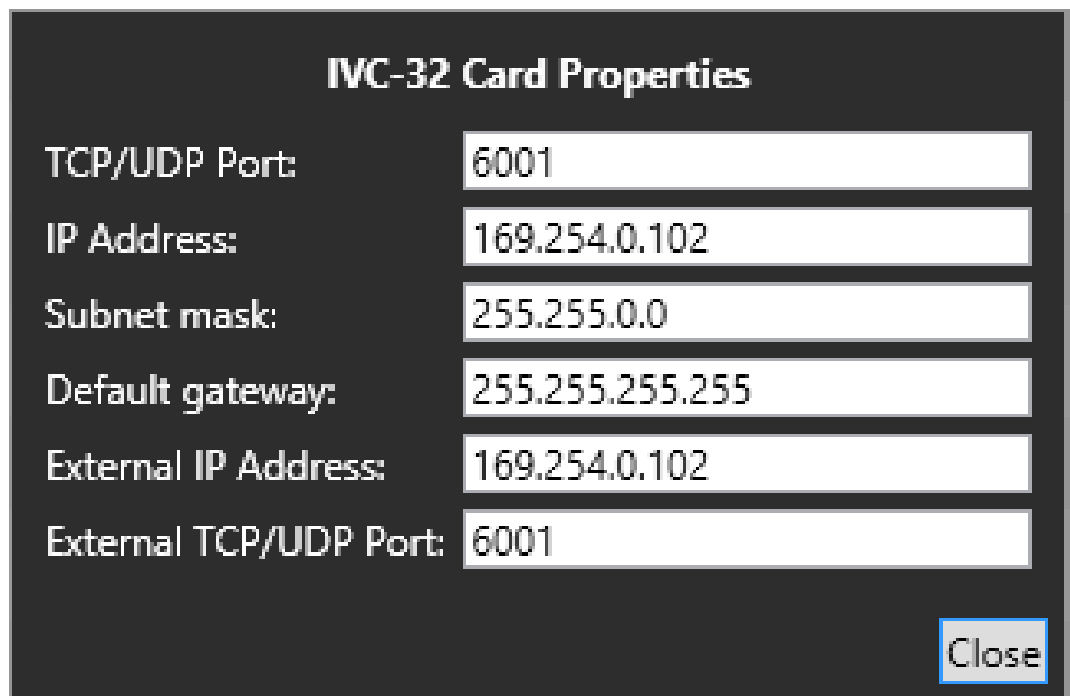 IVC-32 Card Properties
TCP/UDP Port: 6001
IP Address: 169.254.0.102
Subnet mask: 255.255.0.0
Default gateway: 255.255.255.255
External IP Address: 169.254.0.102
External TCP/UDP Port: 6001
Close